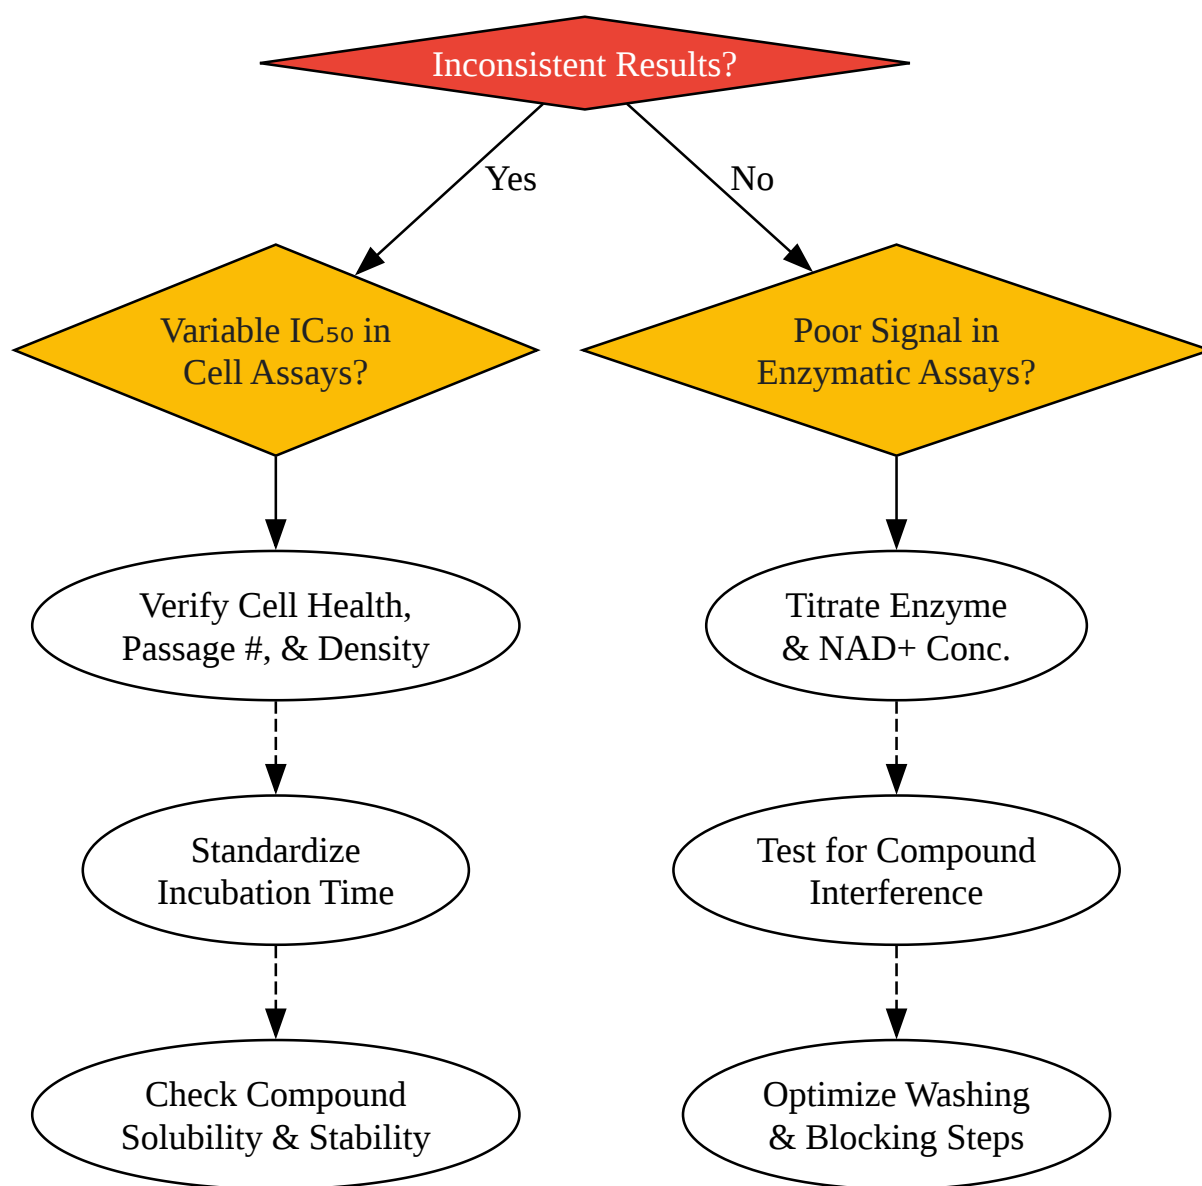 Inconsistent Results?
Yes
No
Variable IC₅₀ in
Cell Assays?
Poor Signal in
Enzymatic Assays?
Verify Cell Health,
Passage #, & Density
Titrate Enzyme
& NAD+ Conc.
Standardize
Incubation Time
Test for Compound
Interference
Check Compound
Solubility & Stability
Optimize Washing
& Blocking Steps